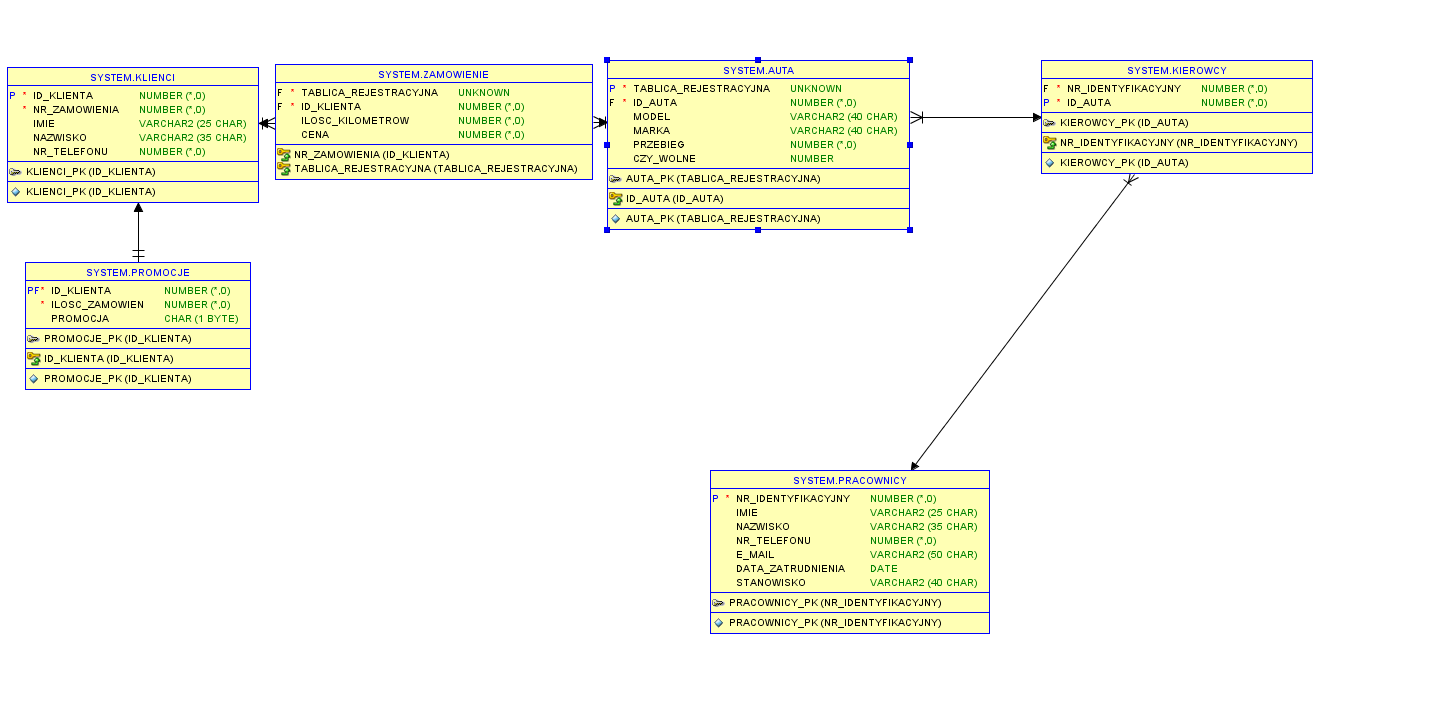 SYSTEM.KLIENCI
P * ID_KLIENTA NUMBER (*,0)
* NR_ZAMOWIENIA NUMBER (*,0)
IMIE VARCHAR2 (25 CHAR)
NAZWISKO VARCHAR2 (35 CHAR)
NR_TELEFONU NUMBER (*,0)
KLIENCI_PK (ID_KLIENTA)
KLIENCI_PK (ID_KLIENTA)
SYSTEM.ZAMOWIENIE
F * TABLICA_REJESTRACYJNA UNKNOWN
F * ID_KLIENTA NUMBER (*,0)
ILOSC_KILOMETROW NUMBER (*,0)
CENA NUMBER (*,0)
NR_ZAMOWIENIA (ID_KLIENTA)
TABLICA_REJESTRACYJNA (TABLICA_REJESTRACYJNA)
SYSTEM.AUTA
P * TABLICA_REJESTRACYJNA UNKNOWN
F * ID_AUTA NUMBER (*,0)
MODEL VARCHAR2 (40 CHAR)
MARKA VARCHAR2 (40 CHAR)
PRZEBIEG NUMBER (*,0)
CZY_WOLNE NUMBER
AUTA_PK (TABLICA_REJESTRACYJNA)
ID_AUTA (ID_AUTA)
AUTA_PK (TABLICA_REJESTRACYJNA)
SYSTEM.KIEROWCY
F * NR_IDENTYFIKACYJNY NUMBER (*,0)
P * ID_AUTA NUMBER (*,0)
KIEROWCY_PK (ID_AUTA)
NR_IDENTYFIKACYJNY (NR_IDENTYFIKACYJNY)
KIEROWCY_PK (ID_AUTA)
SYSTEM.PROMOCJE
PF* ID_KLIENTA NUMBER (*,0)
* ILOSC_ZAMOWIEN NUMBER (*,0)
PROMOCJA CHAR (1 BYTE)
PROMOCJE_PK (ID_KLIENTA)
ID_KLIENTA (ID_KLIENTA)
PROMOCJE_PK (ID_KLIENTA)
SYSTEM.PRACOWNICY
P * NR_IDENTYFIKACYJNY NUMBER (*,0)
IMIE VARCHAR2 (25 CHAR)
NAZWISKO VARCHAR2 (35 CHAR)
NR_TELEFONU NUMBER (*,0)
E_MAIL VARCHAR2 (50 CHAR)
DATA_ZATRUDNIENIA DATE
STANOWISKO VARCHAR2 (40 CHAR)
PRACOWNICY_PK (NR_IDENTYFIKACYJNY)
PRACOWNICY_PK (NR_IDENTYFIKACYJNY)